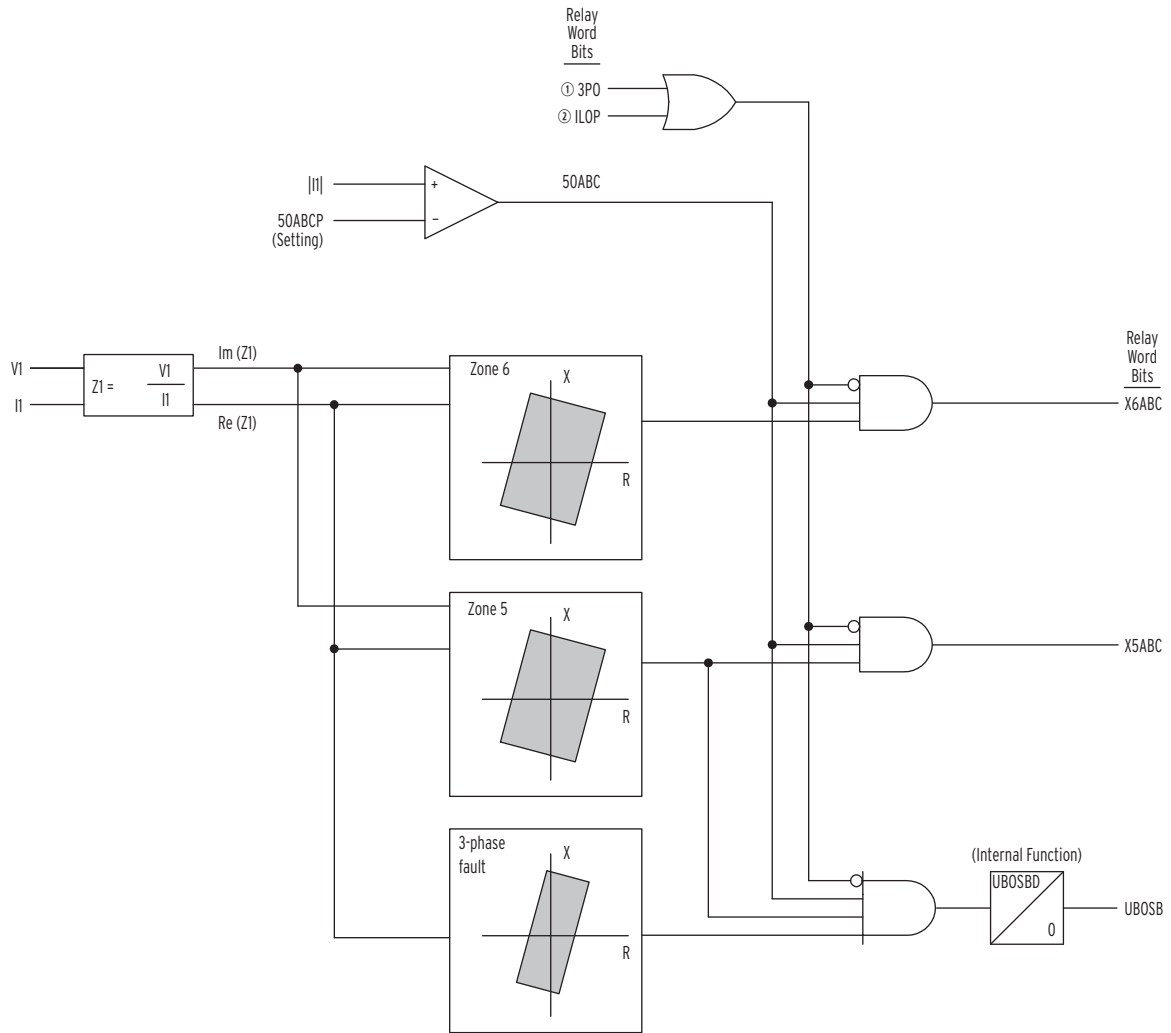 Relay
Word
Bits
① 3PO
② ILOP
|I1|
50ABCP
(Setting)
50ABC
V1
I1
Z1 = V1
I1
Im (Z1)
Re (Z1)
Zone 6
X
R
Relay
Word
Bits
X6ABC
Zone 5
X
R
X5ABC
3-phase
fault
X
R
(Internal Function)
UBOSBD
0
UBOSB